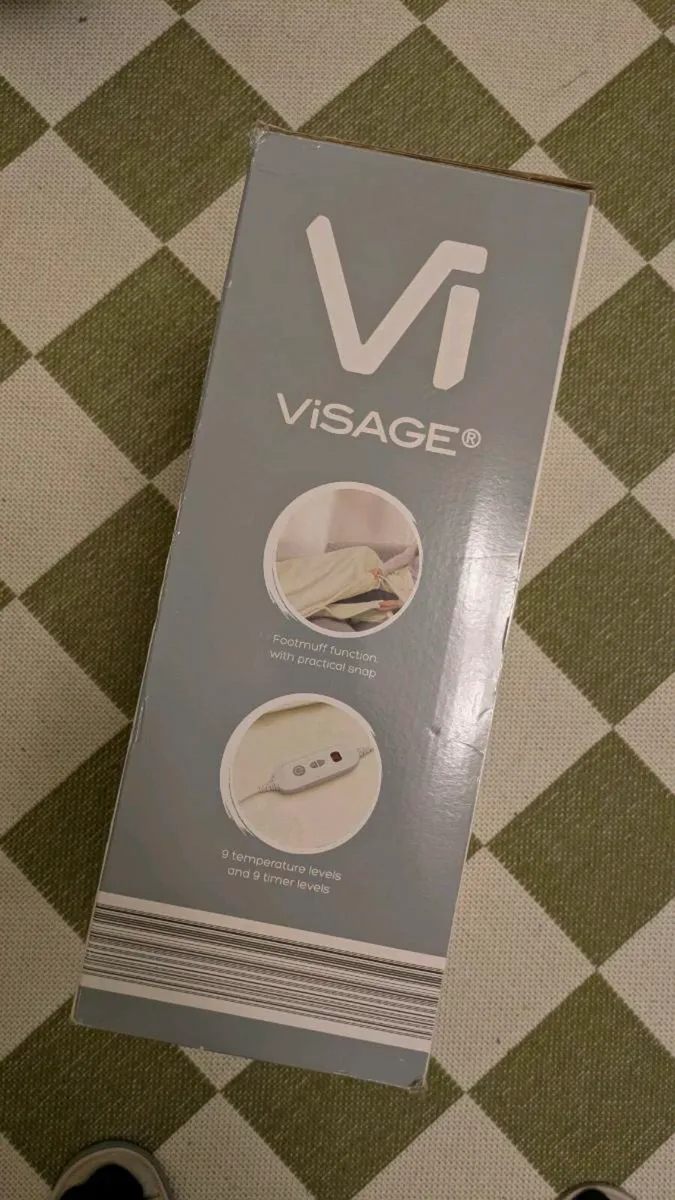 Vi
ViSAGE®
Footmuff function
with practical snap
9 temperature levels
and 9 timer levels